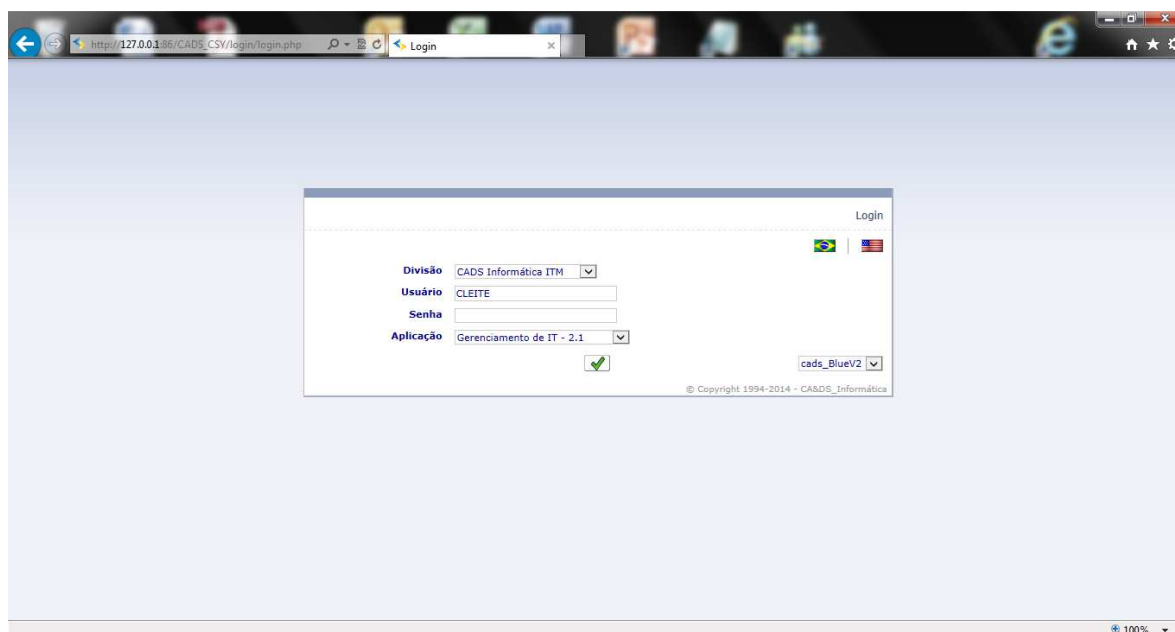 http://127.0.0.1:86/CADS_CSY/login/login.php
Login
Login
Divisão CADS Informática ITM
Usuário CLEITE
Senha
Aplicação Gerenciamento de IT - 2.1
cads_BlueV2
© Copyright 1994-2014 - CA&DS_Informática
100%